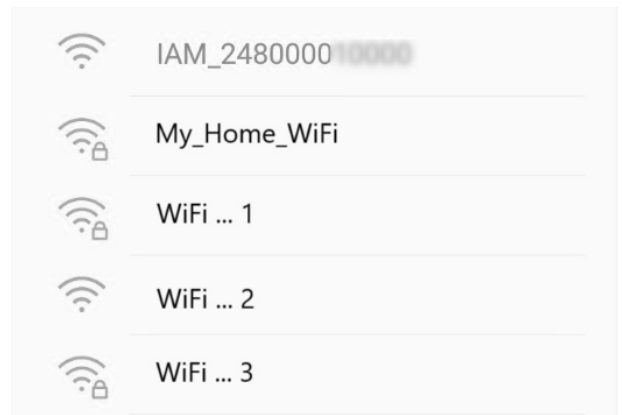 IAM_2480000
My_Home_WiFi
WiFi ... 1
WiFi ... 2
WiFi ... 3